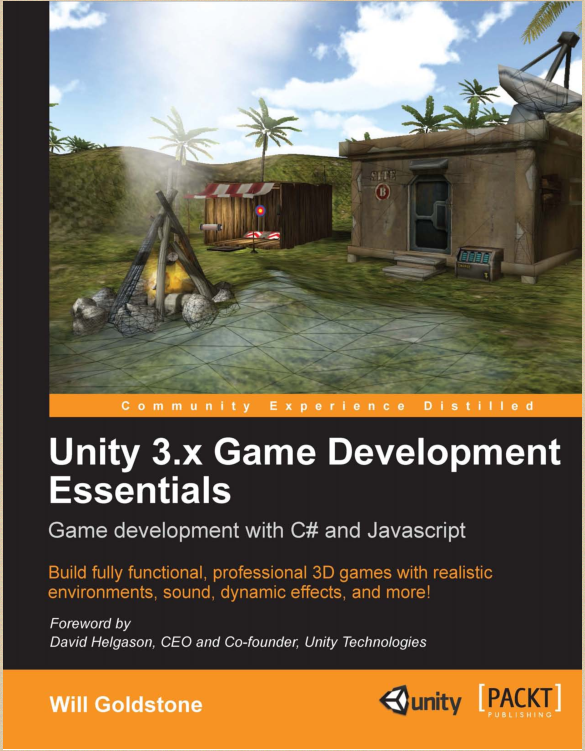 SITE
B
Community Experience Distilled
Unity 3.x Game Development
Essentials
Game development with C# and Javascript
Build fully functional, professional 3D games with realistic
environments, sound, dynamic effects, and more!
Foreword by
David Helgason, CEO and Co-founder, Unity Technologies
Will Goldstone
unity
[PACKT]
PUBLISHING